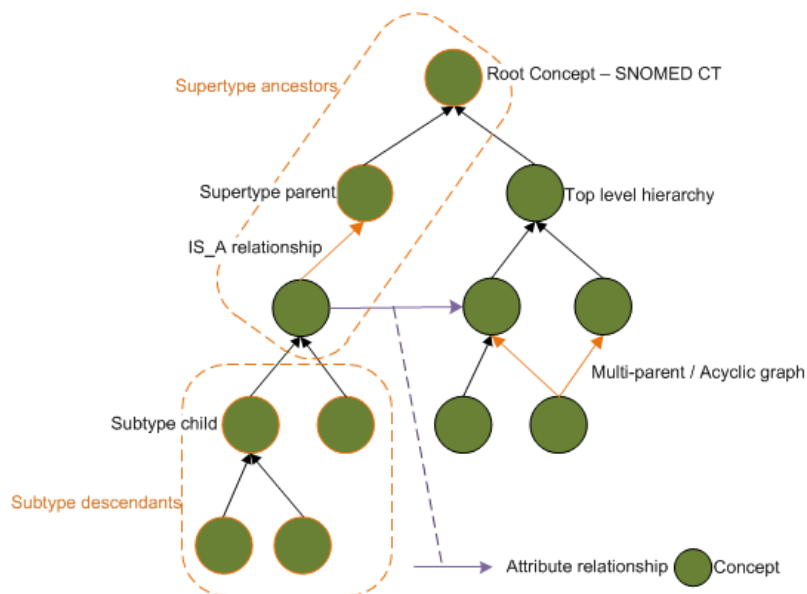 Root Concept – SNOMED CT
Supertype ancestors
Supertype parent
Top level hierarchy
IS_A relationship
Multi-parent / Acyclic graph
Subtype child
Subtype descendants
Attribute relationship
Concept